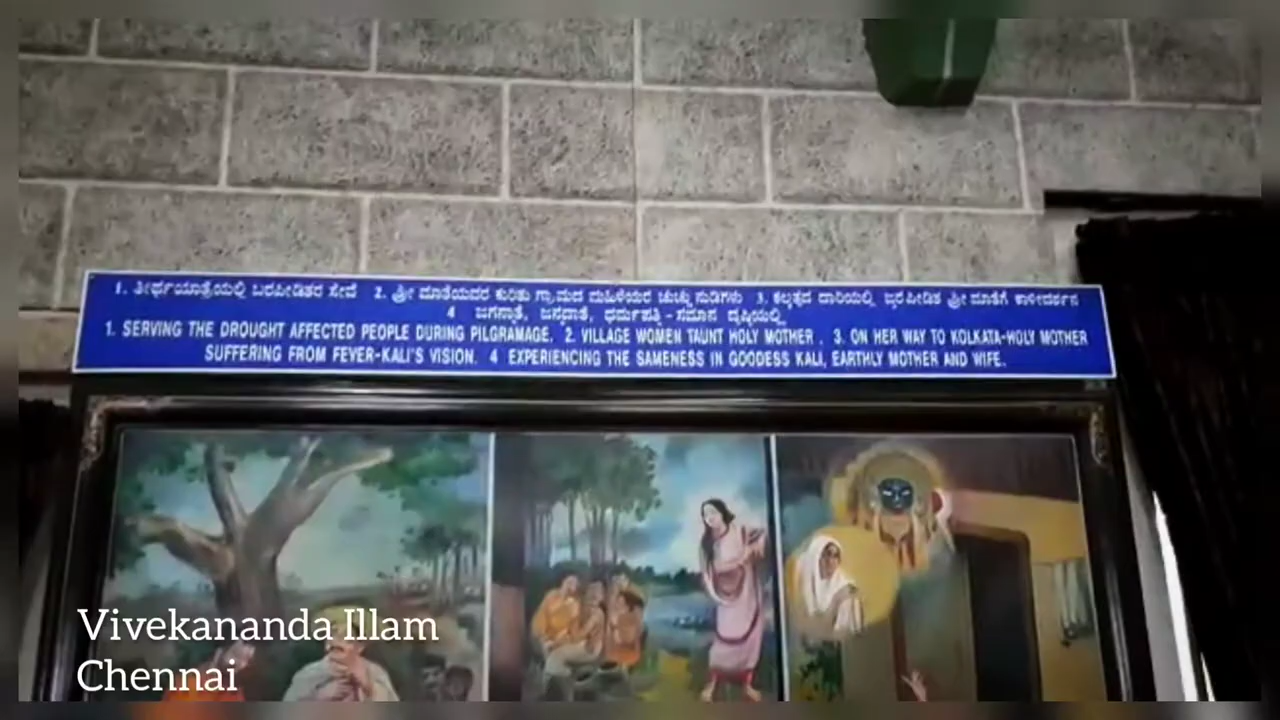 1. ತೀರ್ಥಯಾತ್ರೆಯಲ್ಲಿ ಬರಪೀಡಿತರ ಸೇವೆ 2. ಶ್ರೀ ಮಾತೆಯವರ ಕುರಿತು ಗ್ರಾಮದ ಮಹಿಳೆಯರ ಚುಚ್ಚು ನುಡಿಗಳು 3. ಕಲ್ಕತ್ತದ ದಾರಿಯಲ್ಲಿ ಜ್ವರಪೀಡಿತ ಶ್ರೀ ಮಾತೆಗೆ ಕಾಳೀದರ್ಶನ
4 ಜಗನ್ಮಾತೆ, ಜನ್ಮದಾತೆ, ಧರ್ಮಪತ್ನಿ - ಸಮಾನ ದೃಷ್ಟಿಯಲ್ಲಿ
1. SERVING THE DROUGHT AFFECTED PEOPLE DURING PILGRAMAGE. 2. VILLAGE WOMEN TAUNT HOLY MOTHER . 3. ON HER WAY TO KOLKATA-HOLY MOTHER
SUFFERING FROM FEVER-KALI'S VISION. 4 EXPERIENCING THE SAMENESS IN GOODESS KALI, EARTHLY MOTHER AND WIFE.
Vivekananda Illam
Chennai